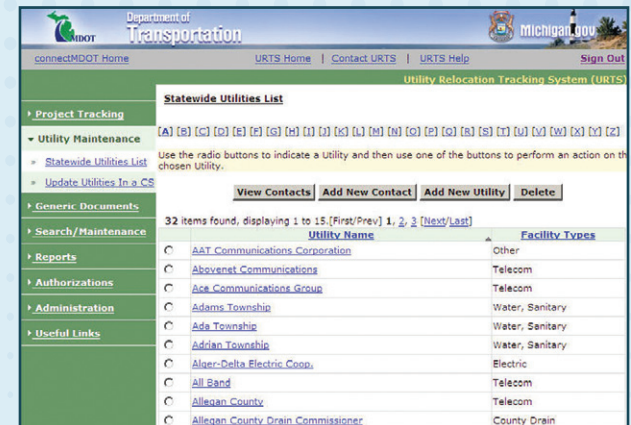 MDOT
Department of
Transportation
Michigan.gov
connectMDOT Home URTS Home | Contact URTS | URTS Help Sign Out
Utility Relocation Tracking System (URTS)
Statewide Utilities List
Project Tracking
Utility Maintenance
Statewide Utilities List
Update Utilities In a CS
Generic Documents
Search/Maintenance
Reports
Authorizations
Administration
Useful Links
[A] [B] [C] [D] [E] [F] [G] [H] [I] [J] [K] [L] [M] [N] [O] [P] [Q] [R] [S] [T] [U] [V] [W] [X] [Y] [Z]
Use the radio buttons to indicate a Utility and then use one of the buttons to perform an action on th
chosen Utility.
View Contacts Add New Contact Add New Utility Delete
32 items found, displaying 1 to 15.[First/Prev] 1, 2, 3 [Next/Last]
Utility Name Facility Types
AAT Communications Corporation Other
Abovenet Communications Telecom
Ace Communications Group Telecom
Adams Township Water, Sanitary
Ada Township Water, Sanitary
Adrian Township Water, Sanitary
Alger-Delta Electric Coop. Electric
All Band Telecom
Allegan County Telecom
Allegan County Drain Commissioner County Drain